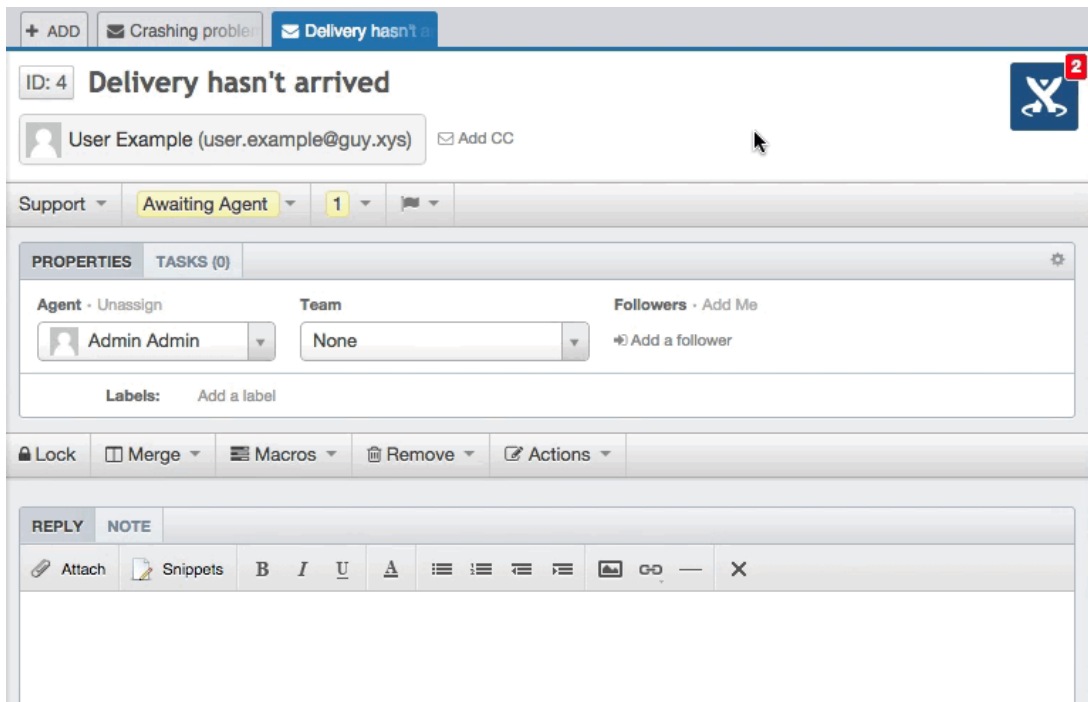 + ADD Crashing problem Delivery hasn't a
ID: 4 Delivery hasn't arrived 2
User Example (user.example@guy.xys) Add CC
Support Awaiting Agent 1
PROPERTIES TASKS (0)
Agent · Unassign Team Followers · Add Me
Admin Admin None Add a follower
Labels: Add a label
Lock Merge Macros Remove Actions
REPLY NOTE
Attach Snippets B I U A